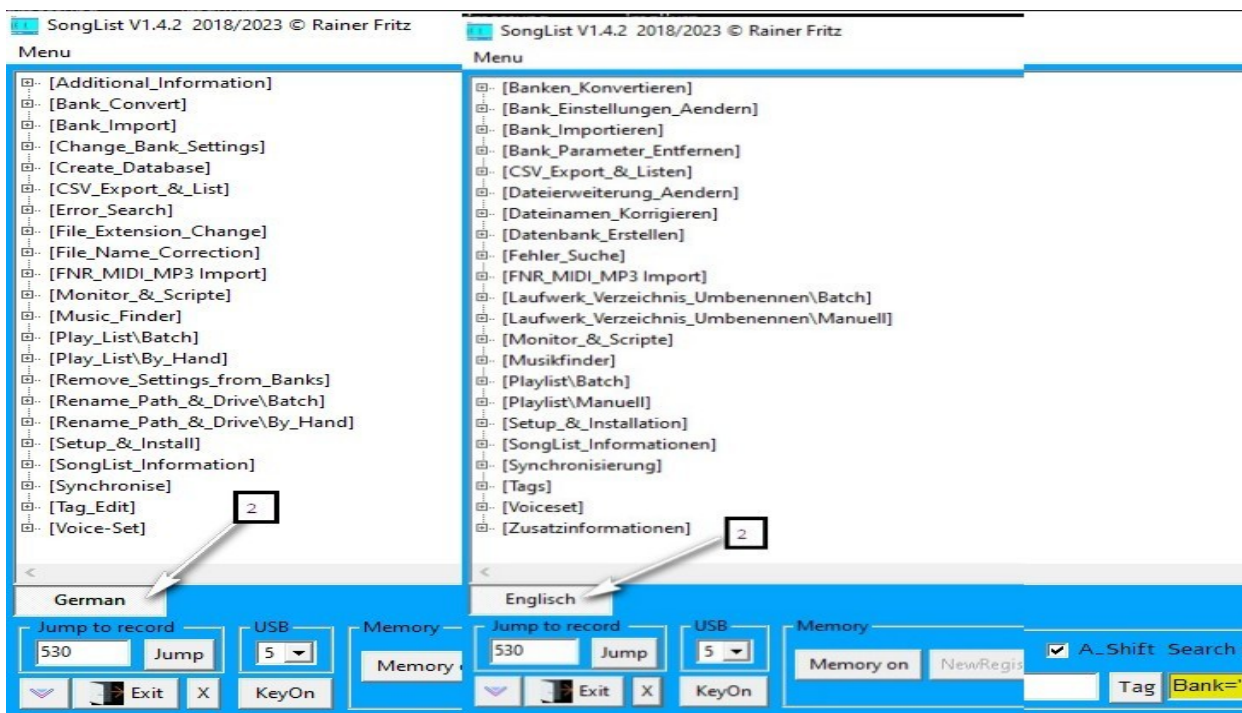 SongList V1.4.2 2018/2023 © Rainer Fritz
Menu
[Additional_Information]
[Bank_Convert]
[Bank_Import]
[Change_Bank_Settings]
[Create_Database]
[CSV_Export_&_List]
[Error_Search]
[File_Extension_Change]
[File_Name_Correction]
[FNR_MIDI_MP3 Import]
[Monitor_&_Scripte]
[Music_Finder]
[Play_List\Batch]
[Play_List\By_Hand]
[Remove_Settings_from_Banks]
[Rename_Path_&_Drive\Batch]
[Rename_Path_&_Drive\By_Hand]
[Setup_&_Install]
[SongList_Information]
[Synchronise]
[Tag_Edit]
[Voice-Set]
2
German
Jump to record
530
Jump
USB
5
Memory
Memory
Exit
X
KeyOn
SongList V1.4.2 2018/2023 © Rainer Fritz
Menu
[Banken_Konvertieren]
[Bank_Einstellungen_Aendern]
[Bank_Importieren]
[Bank_Parameter_Entfernen]
[CSV_Export_&_Listen]
[Dateierweiterung_Aendern]
[Dateinamen_Korrigieren]
[Datenbank_Erstellen]
[Fehler_Suche]
[FNR_MIDI_MP3 Import]
[Laufwerk_Verzeichnis_Umbenennen\Batch]
[Laufwerk_Verzeichnis_Umbenennen\Manuell]
[Monitor_&_Scripte]
[Musikfinder]
[Playlist\Batch]
[Playlist\Manuell]
[Setup_&_Installation]
[SongList_Informationen]
[Synchronisierung]
[Tags]
[Voiceset]
[Zusatzinformationen]
2
Englisch
Jump to record
530
Jump
USB
5
Memory
Memory on
NewRegis
Exit
X
KeyOn
A_Shift Search
Tag
Bank="